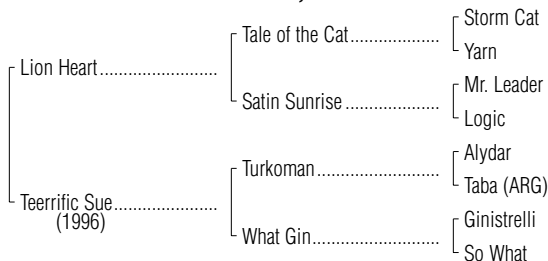 Storm Cat
Tale of the Cat....................
Yarn
Lion Heart..........................
Mr. Leader
Satin Sunrise .....................
Logic
Alydar
Turkoman...........................
Taba (ARG)
Teerrific Sue.......................
(1996)
Ginistrelli
What Gin............................
So What